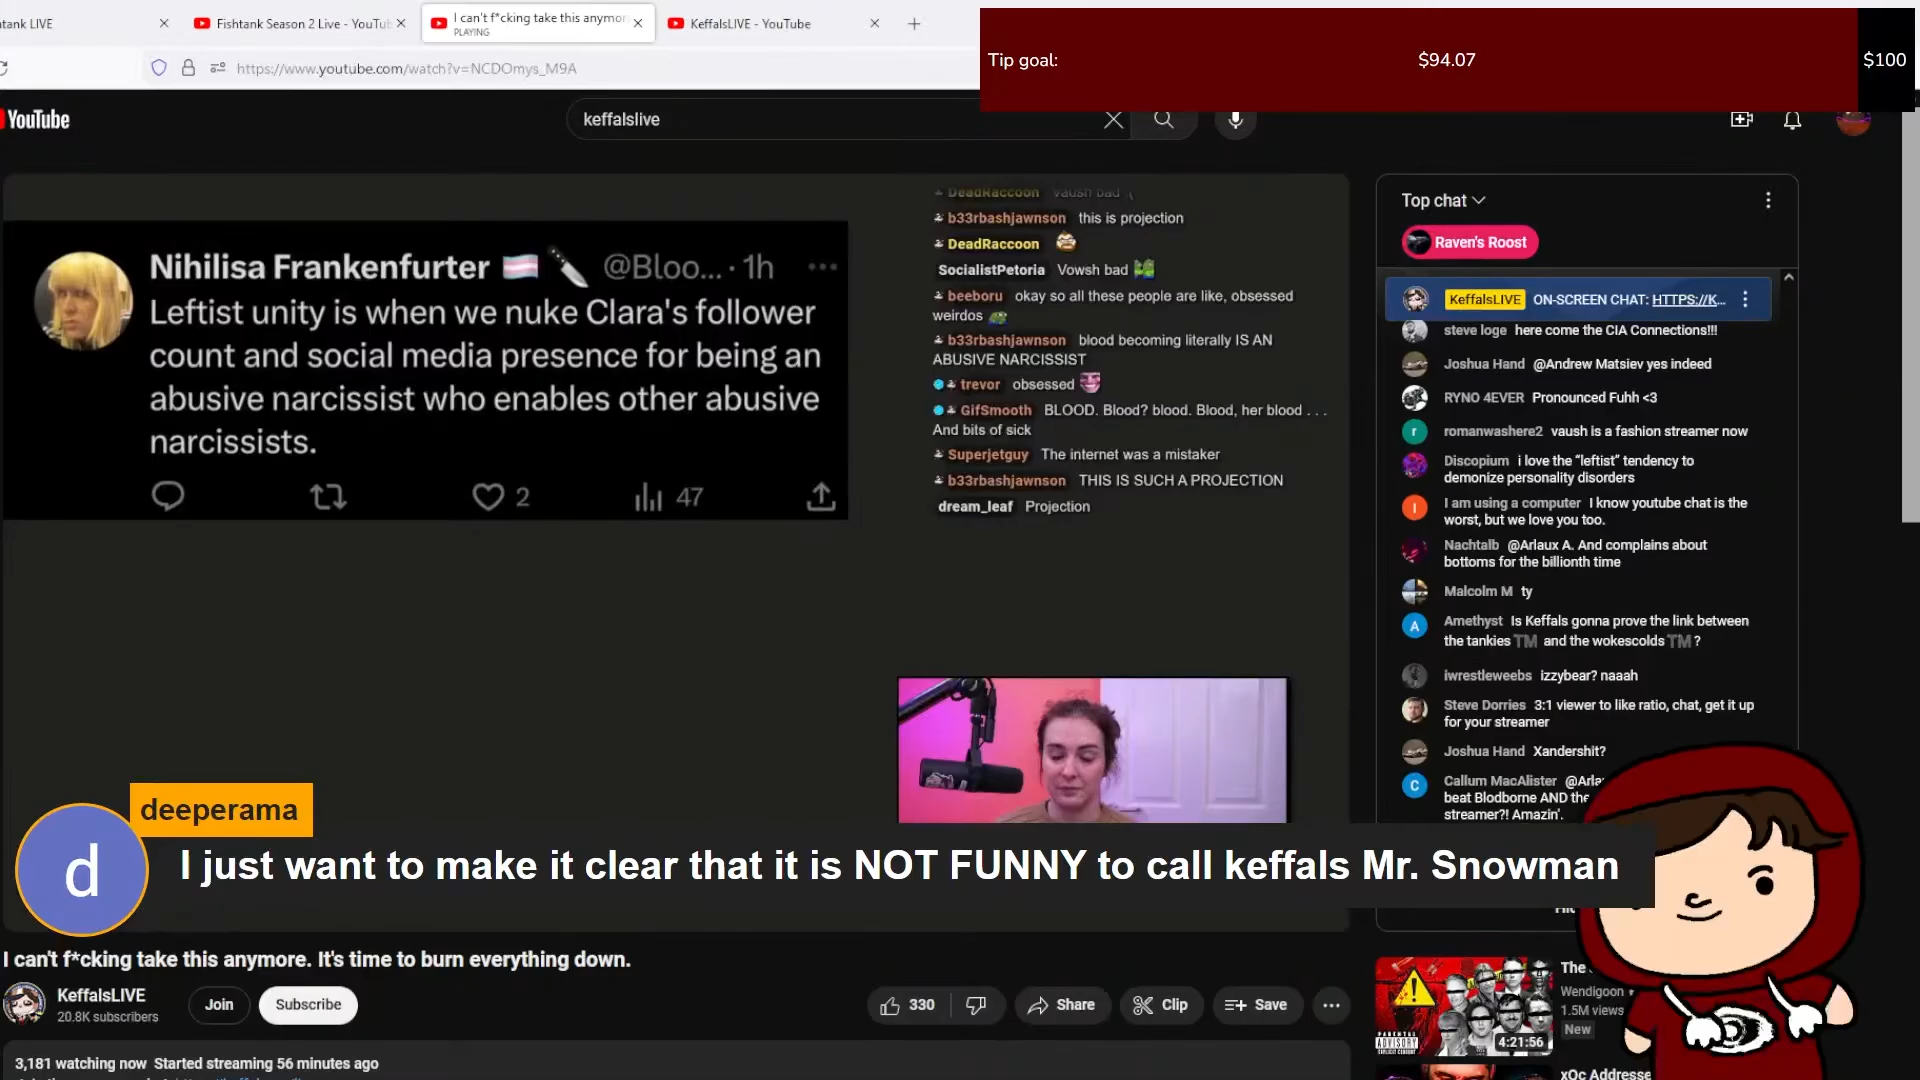 tank LIVE
Fishtank Season 2 Live - YouTu
I can't f*cking take this anymor
PLAYING
KeffalsLIVE - YouTube
https://www.youtube.com/watch?v=NCDOmys_M9A
Tip goal:
$94.07
$100
YouTube
keffalslive
Nihilisa Frankenfurter 🏳️‍⚧️ 🔪 @Bloo... · 1h
Leftist unity is when we nuke Clara's follower
count and social media presence for being an
abusive narcissist who enables other abusive
narcissists.
2
47
DeadRaccoon vaush bad
b33rbashjawnson this is projection
DeadRaccoon
SocialistPetoria Vowsh bad
beeboru okay so all these people are like, obsessed
weirdos
b33rbashjawnson blood becoming literally IS AN
ABUSIVE NARCISSIST
trevor obsessed
GifSmooth BLOOD. Blood? blood. Blood, her blood . . .
And bits of sick
Superjetguy The internet was a mistaker
b33rbashjawnson THIS IS SUCH A PROJECTION
dream_leaf Projection
Top chat
Raven's Roost
KeffalsLIVE ON-SCREEN CHAT: HTTPS://K...
steve loge here come the CIA Connections!!!
Joshua Hand @Andrew Matsiev yes indeed
RYNO 4EVER Pronounced Fuhh <3
r
romanwashere2 vaush is a fashion streamer now
Discopium i love the “leftist” tendency to
demonize personality disorders
I
I am using a computer I know youtube chat is the
worst, but we love you too.
Nachtalb @Arlaux A. And complains about
bottoms for the billionth time
Malcolm M ty
A
Amethyst Is Keffals gonna prove the link between
the tankies TM and the wokescolds TM ?
iwrestleweebs izzybear? naaah
Steve Dorries 3:1 viewer to like ratio, chat, get it up
for your streamer
Joshua Hand Xandershit?
C
Callum MacAlister @Arla
beat Blodborne AND the
streamer?! Amazin'.
deeperama
d
I just want to make it clear that it is NOT FUNNY to call keffals Mr. Snowman
I can't f*cking take this anymore. It's time to burn everything down.
KeffalsLIVE
20.8K subscribers
Join
Subscribe
330
Share
Clip
Save
3,181 watching now Started streaming 56 minutes ago
PARENTAL
ADVISORY
EXPLICIT CONTENT
4:21:56
The
Wendigoon
1.5M views
New
xQc Addresse